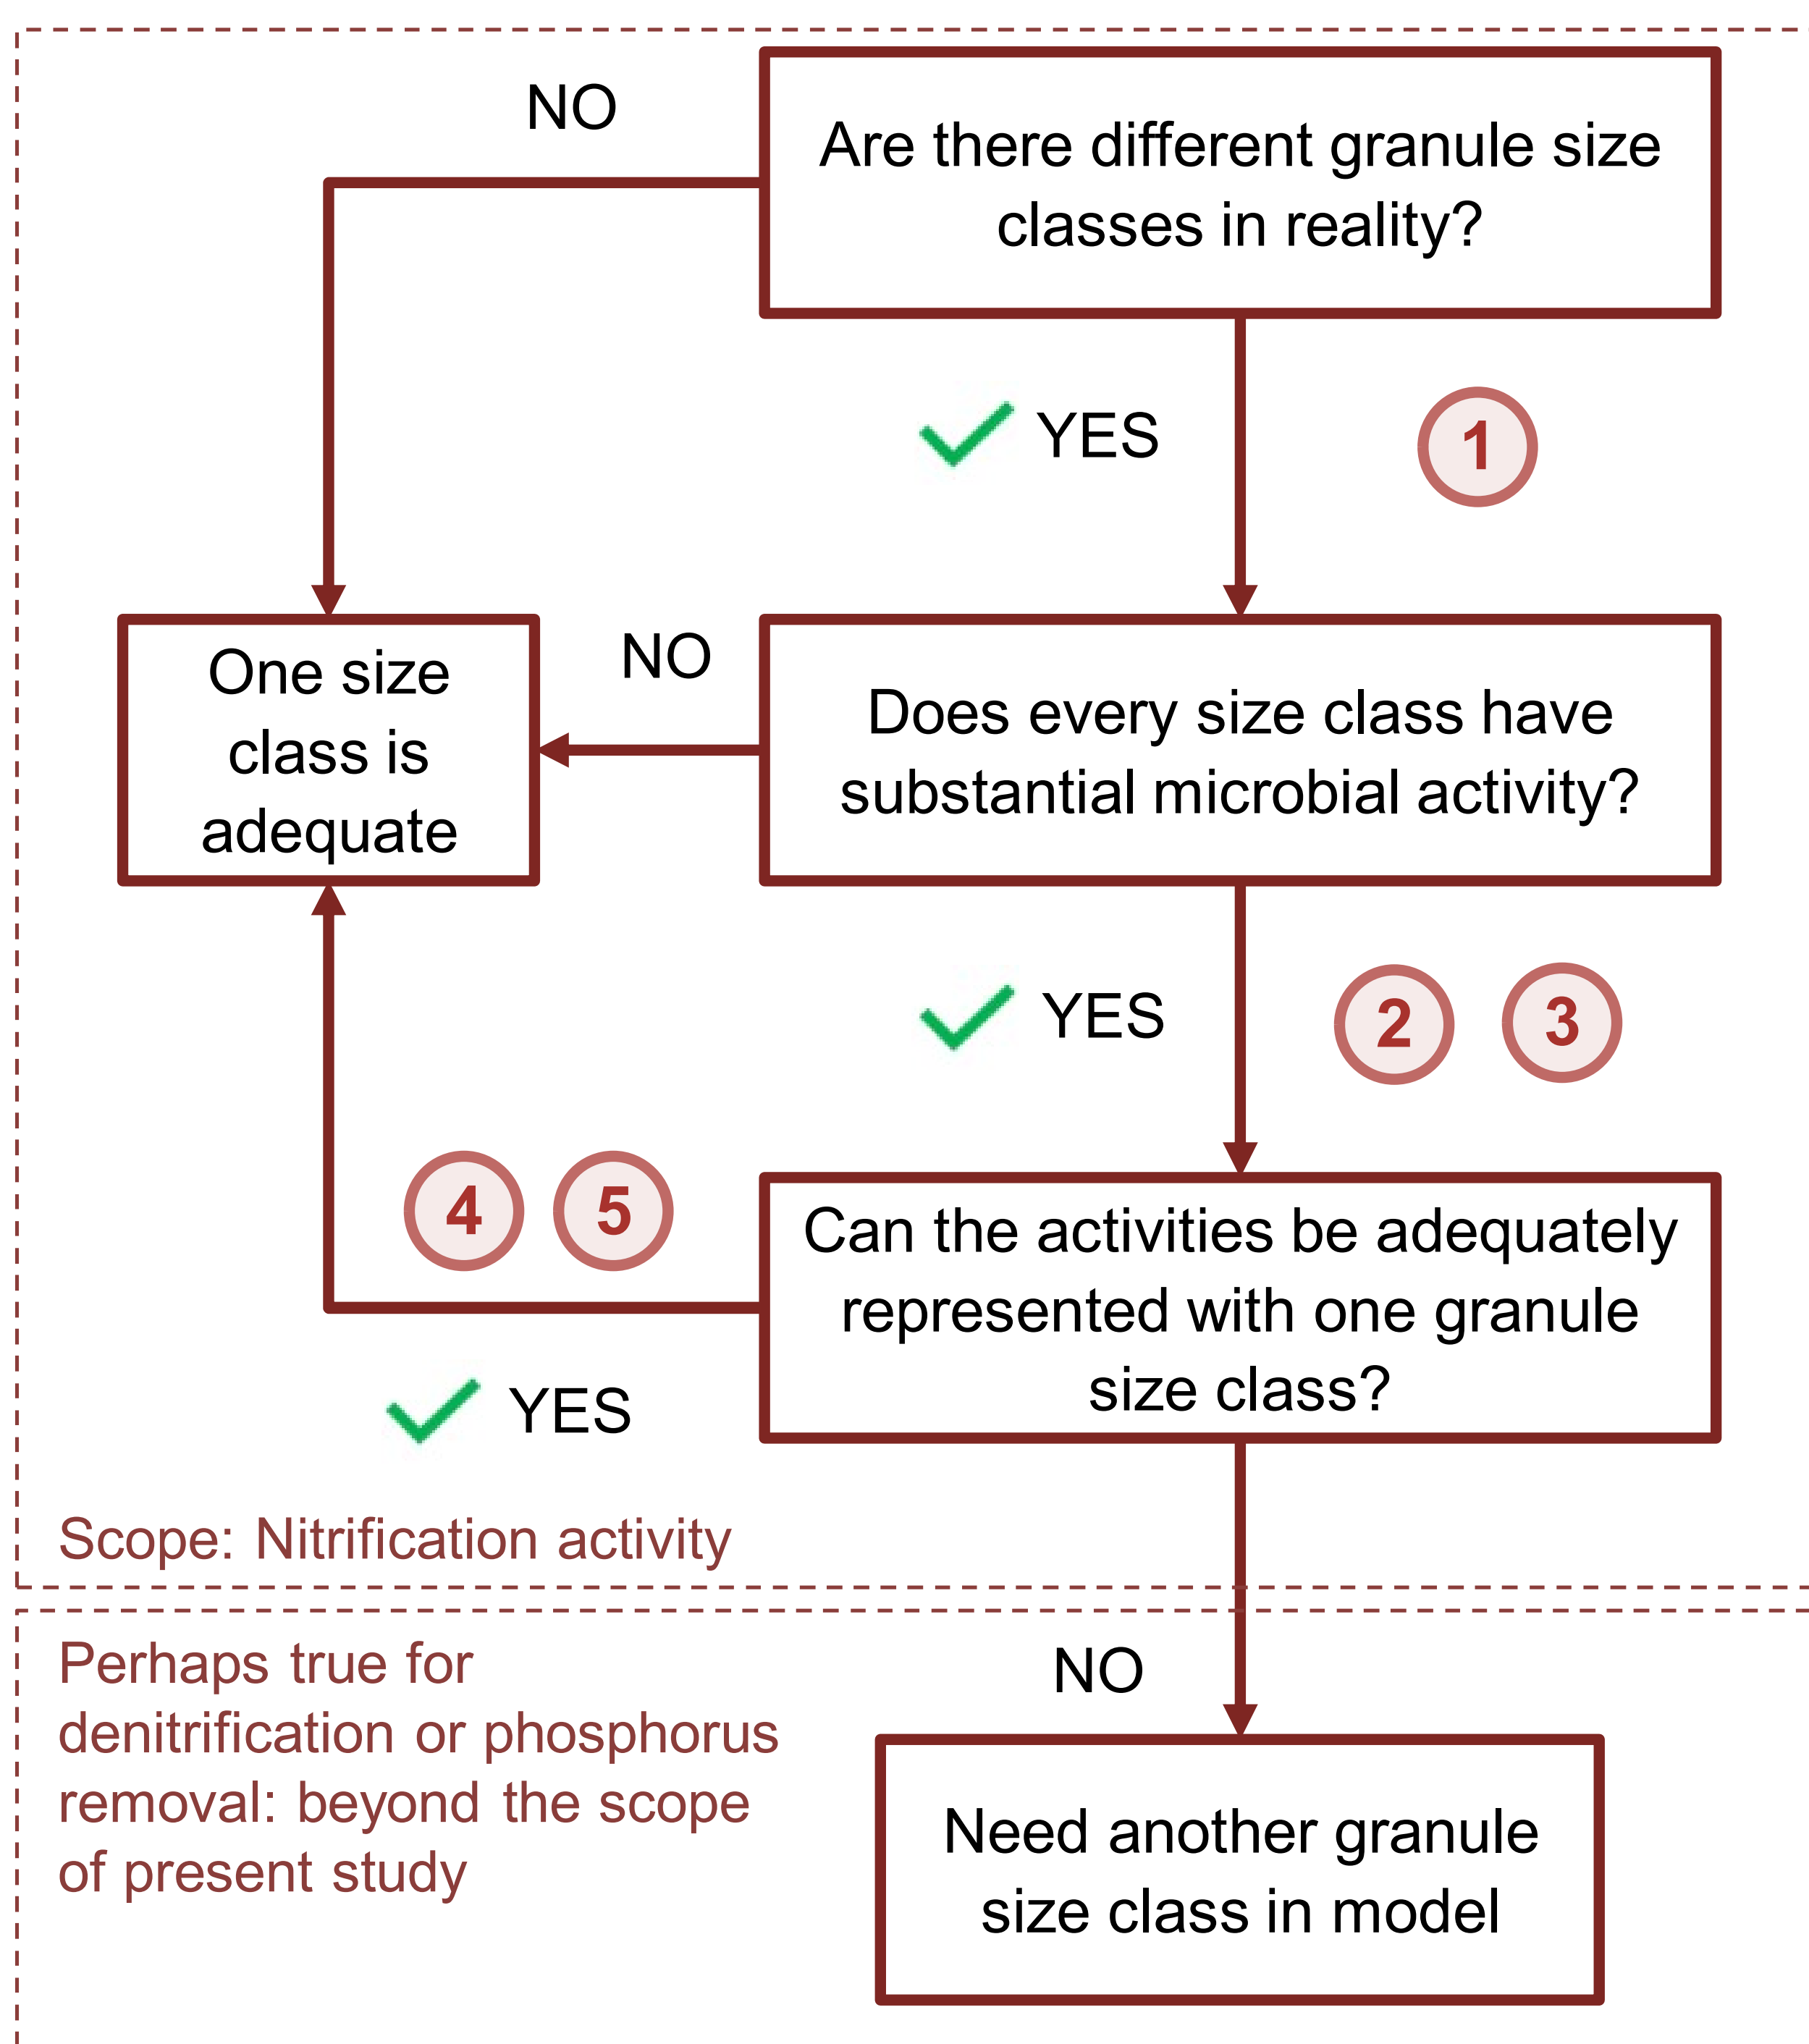 NO
Are there different granule size
classes in reality?
YES
1
One size
class is
adequate
NO
Does every size class have
substantial microbial activity?
YES
2
3
4
5
Can the activities be adequately
represented with one granule
size class?
YES
Scope: Nitrification activity
Perhaps true for
denitrification or phosphorus
removal: beyond the scope
of present study
NO
Need another granule
size class in model